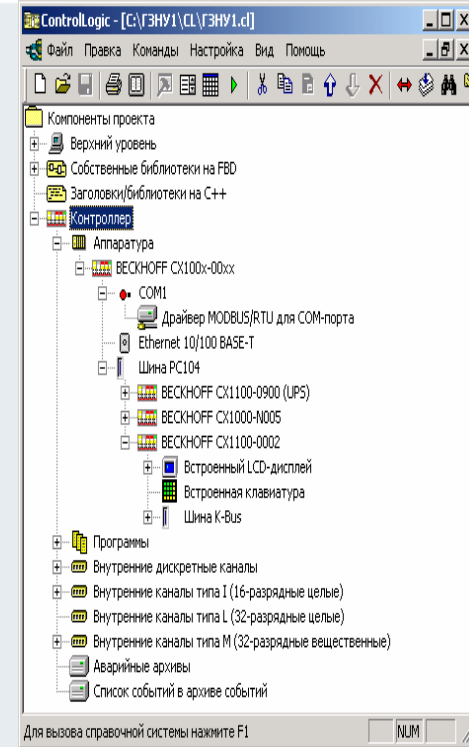 ControlLogic - [C:\ГЗНУ1\CL\ГЗНУ1.cl]
Файл Правка Команды Настройка Вид Помощь
Компоненты проекта
Верхний уровень
Собственные библиотеки на FBD
Заголовки/библиотеки на C++
Контроллер
Аппаратура
BECKHOFF CX100x-00xx
COM1
Драйвер MODBUS/RTU для COM-порта
Ethernet 10/100 BASE-T
Шина PC104
BECKHOFF CX1100-0900 (UPS)
BECKHOFF CX1000-N005
BECKHOFF CX1100-0002
Встроенный LCD-дисплей
Встроенная клавиатура
Шина K-Bus
Программы
Внутренние дискретные каналы
Внутренние каналы типа I (16-разрядные целые)
Внутренние каналы типа L (32-разрядные целые)
Внутренние каналы типа M (32-разрядные вещественные)
Аварийные архивы
Список событий в архиве событий
Для вызова справочной системы нажмите F1
NUM